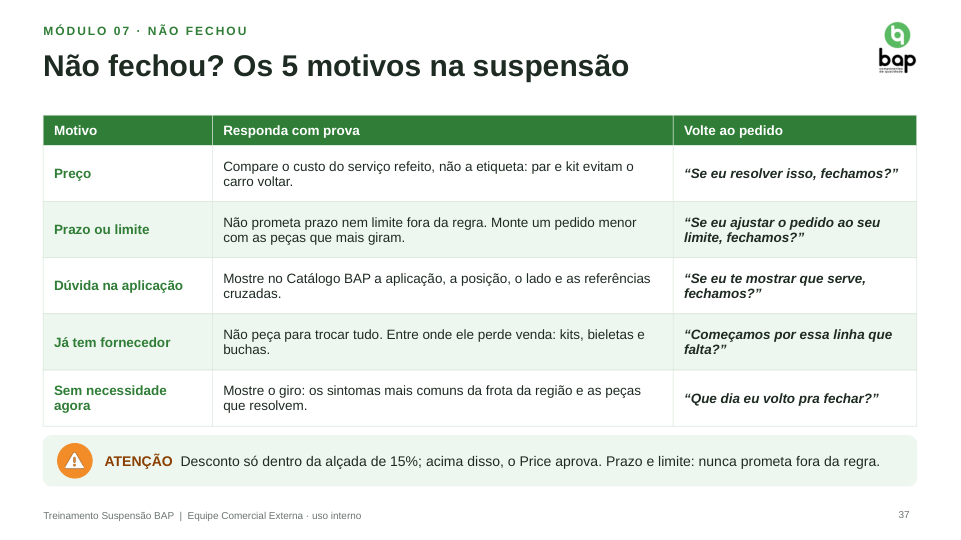 MÓDULO 07 · NÃO FECHOU
Não fechou? Os 5 motivos na suspensão
bap
Motivo
Responda com prova
Volte ao pedido
Preço
Compare o custo do serviço refeito, não a etiqueta: par e kit evitam o
carro voltar.
“Se eu resolver isso, fechamos?”
Prazo ou limite
Não prometa prazo nem limite fora da regra. Monte um pedido menor
com as peças que mais giram.
“Se eu ajustar o pedido ao seu
limite, fechamos?”
Dúvida na aplicação
Mostre no Catálogo BAP a aplicação, a posição, o lado e as referências
cruzadas.
“Se eu te mostrar que serve,
fechamos?”
Já tem fornecedor
Não peça para trocar tudo. Entre onde ele perde venda: kits, bieletas e
buchas.
“Começamos por essa linha que
falta?”
Sem necessidade
agora
Mostre o giro: os sintomas mais comuns da frota da região e as peças
que resolvem.
“Que dia eu volto pra fechar?”
ATENÇÃO Desconto só dentro da alçada de 15%; acima disso, o Price aprova. Prazo e limite: nunca prometa fora da regra.
Treinamento Suspensão BAP | Equipe Comercial Externa · uso interno
37